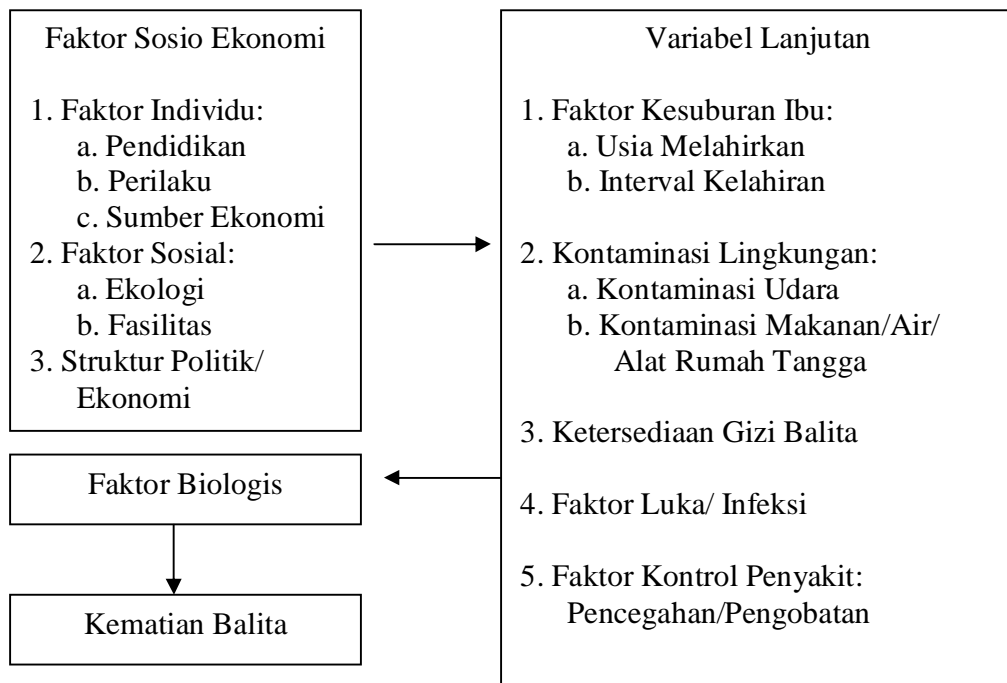 Faktor Sosio Ekonomi
1. Faktor Individu:
a. Pendidikan
b. Perilaku
c. Sumber Ekonomi
2. Faktor Sosial:
a. Ekologi
b. Fasilitas
3. Struktur Politik/
Ekonomi
Variabel Lanjutan
1. Faktor Kesuburan Ibu:
a. Usia Melahirkan
b. Interval Kelahiran
2. Kontaminasi Lingkungan:
a. Kontaminasi Udara
b. Kontaminasi Makanan/Air/
Alat Rumah Tangga
3. Ketersediaan Gizi Balita
4. Faktor Luka/ Infeksi
5. Faktor Kontrol Penyakit:
Pencegahan/Pengobatan
Faktor Biologis
Kematian Balita